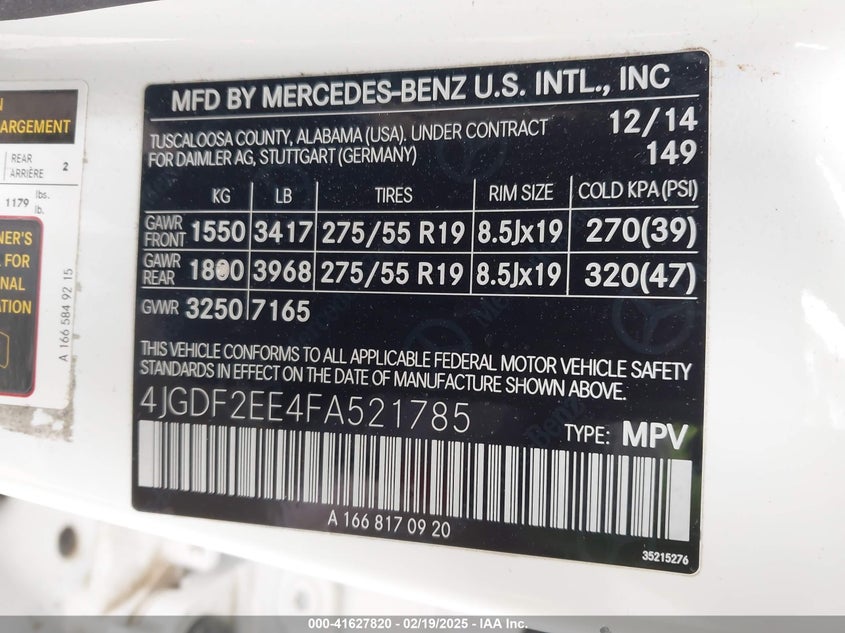 N
ARGEMENT
REAR
ARRIÈRE 2
1179 lbs.
lb.
NER'S
A FOR
ONAL
ATION
A 166 584 92 15
MFD BY MERCEDES-BENZ U.S. INTL., INC
TUSCALOOSA COUNTY, ALABAMA (USA). UNDER CONTRACT 12/14
FOR DAIMLER AG, STUTTGART (GERMANY) 149
KG LB TIRES RIM SIZE COLD KPA (PSI)
GAWR
FRONT 1550 3417 275/55 R19 8.5Jx19 270(39)
GAWR
REAR 1800 3968 275/55 R19 8.5Jx19 320(47)
GVWR 3250 7165
THIS VEHICLE CONFORMS TO ALL APPLICABLE FEDERAL MOTOR VEHICLE SAFETY
STANDARDS IN EFFECT ON THE DATE OF MANUFACTURE SHOWN ABOVE.
4JGDF2EE4FA521785 TYPE: MPV
A 166 817 09 20
35215276
000-41627820 - 02/19/2025 - IAA Inc.